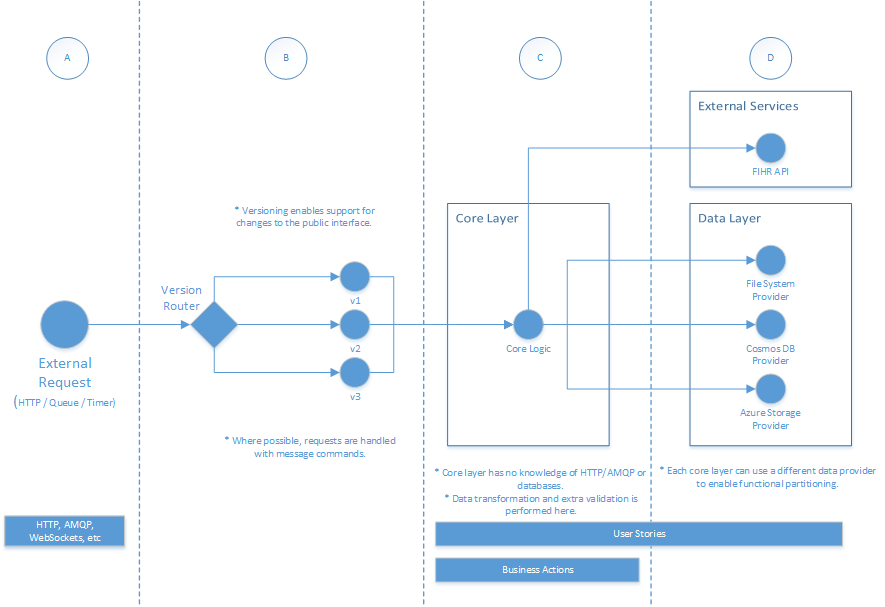 A
B
C
D
External Services
FIHR API
* Versioning enables support for
changes to the public interface.
Core Layer
Data Layer
Version
Router
v1
v2
v3
External
Request
(HTTP / Queue / Timer)
Core Logic
File System
Provider
Cosmos DB
Provider
Azure Storage
Provider
* Where possible, requests are handled
with message commands.
* Core layer has no knowledge of HTTP/AMQP or
databases.
* Data transformation and extra validation is
performed here.
* Each core layer can use a different data provider
to enable functional partitioning.
HTTP, AMQP,
WebSockets, etc
User Stories
Business Actions